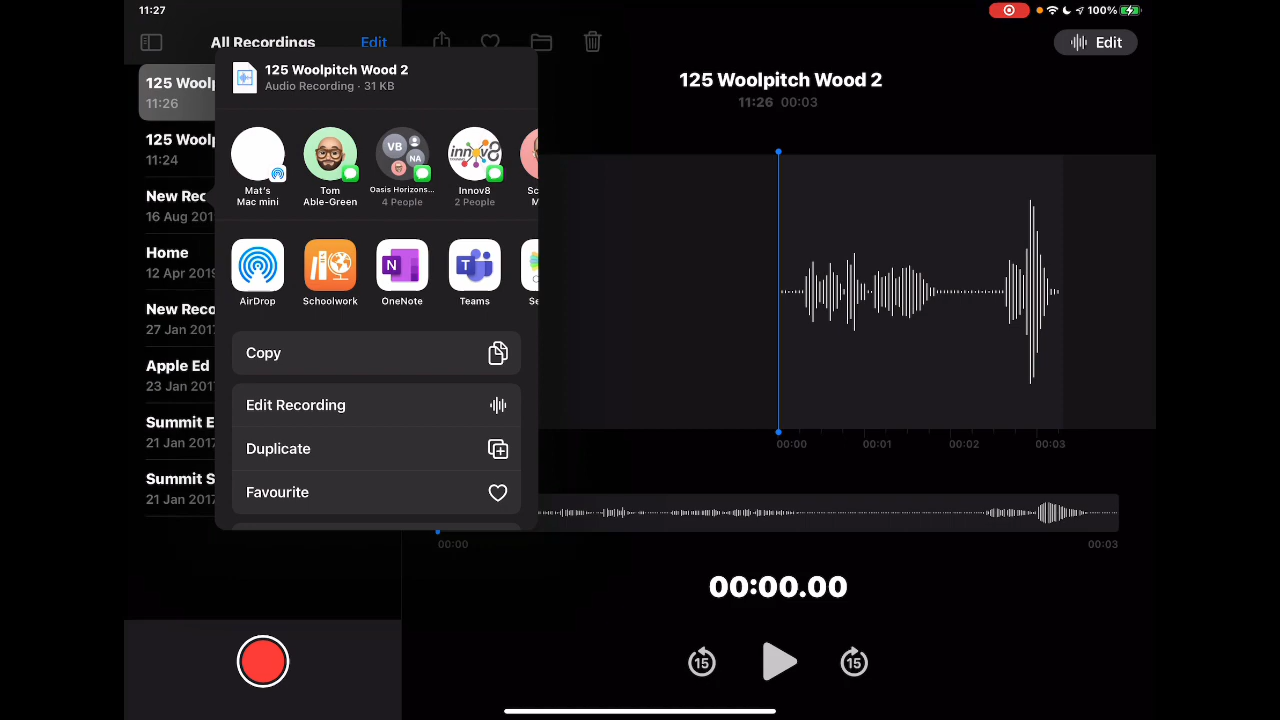 11:27
100%
All Recordings
Edit
Edit
125 Woolpitch Wood 2
Audio Recording · 31 KB
125 Woolp
11:26
125 Woolp
11:24
New Rec
16 Aug 201
Home
12 Apr 2019
New Reco
27 Jan 2017
Apple Ed
23 Jan 2017
Summit E
21 Jan 2017
Summit S
21 Jan 2017
Mat's
Mac mini
Tom
Able-Green
VB
NA
Oasis Horizons...
4 People
innov8
Innov8
2 People
Sc
M
AirDrop
Schoolwork
N
OneNote
T
Teams
Se
Copy
Edit Recording
Duplicate
Favourite
125 Woolpitch Wood 2
11:26 00:03
00:00
00:01
00:02
00:03
00:00
00:03
00:00.00
15
15